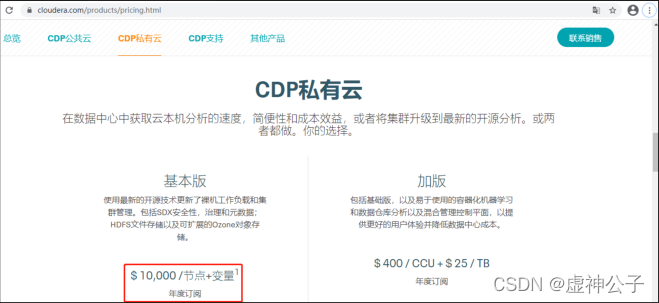 cloudera.com/products/pricing.html
总览 CDP公共云 CDP私有云 CDP支持 其他产品 联系销售
CDP私有云
在数据中心中获取云本机分析的速度，简便性和成本效益，或者将集群升级到最新的开源分析。或两
者都做。你的选择。
基本版
使用最新的开源技术更新了裸机工作负载和集
群管理。包括SDX安全性，治理和元数据；
HDFS文件存储以及可扩展的Ozone对象存
储。
$ 10,000 /节点+变量1
年度订阅
加版
包括基础版，以及易于使用的容器化机器学习
和数据仓库分析以及混合管理控制平面，以提
供更好的用户体验并降低数据中心成本。
$ 400 / CCU + $ 25 / TB
年度订阅
CSDN @虚神公子